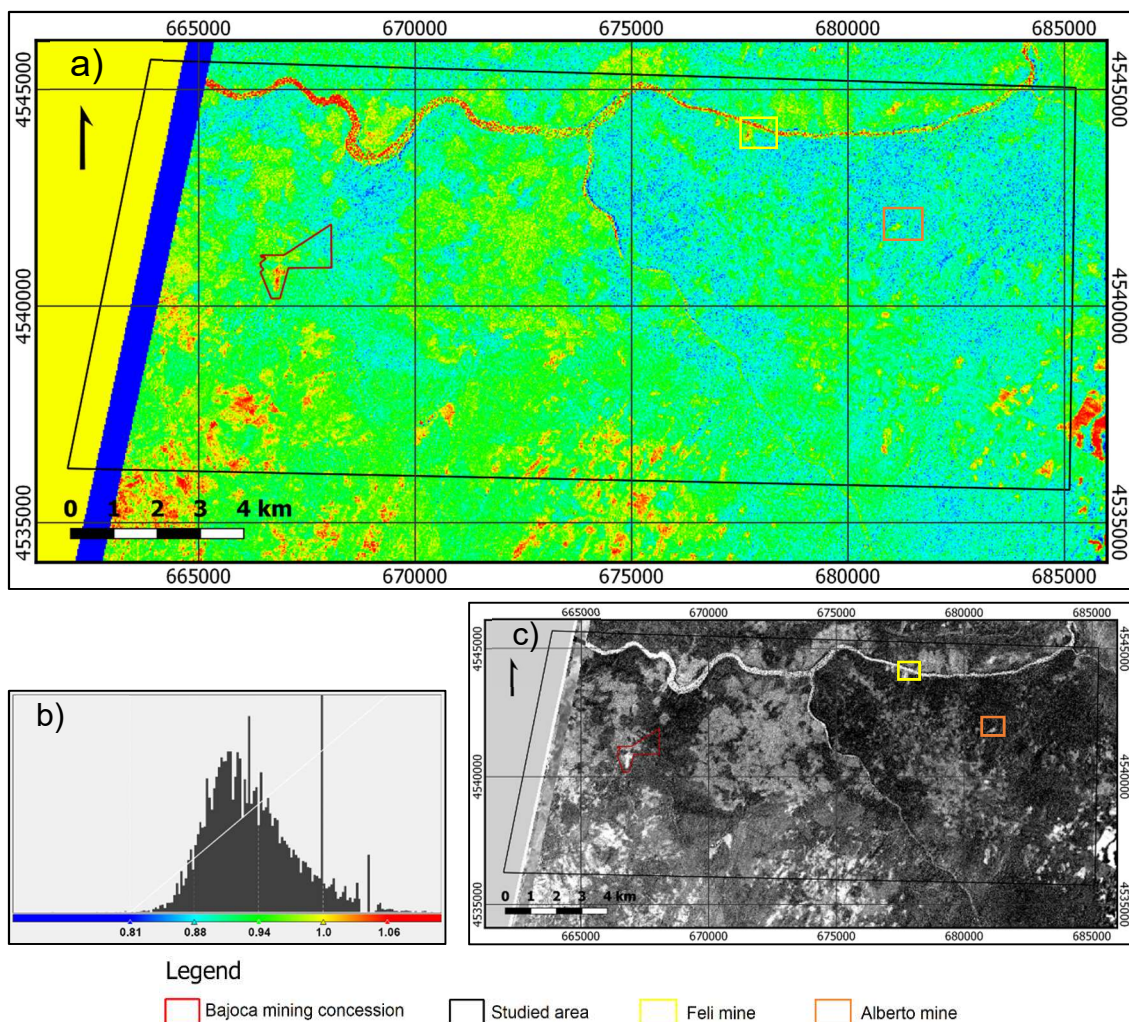 665000 670000 675000 680000 685000
a)
4545000 4545000
4540000 4540000
4535000 4535000
0 1 2 3 4 km
665000 670000 675000 680000 685000
b)
0.81 0.88 0.94 1.0 1.06
665000 670000 675000 680000 685000
c)
4545000 4545000
4540000 4540000
4535000 4535000
0 1 2 3 4 km
665000 670000 675000 680000 685000
Legend
Bajoca mining concession Studied area Feli mine Alberto mine